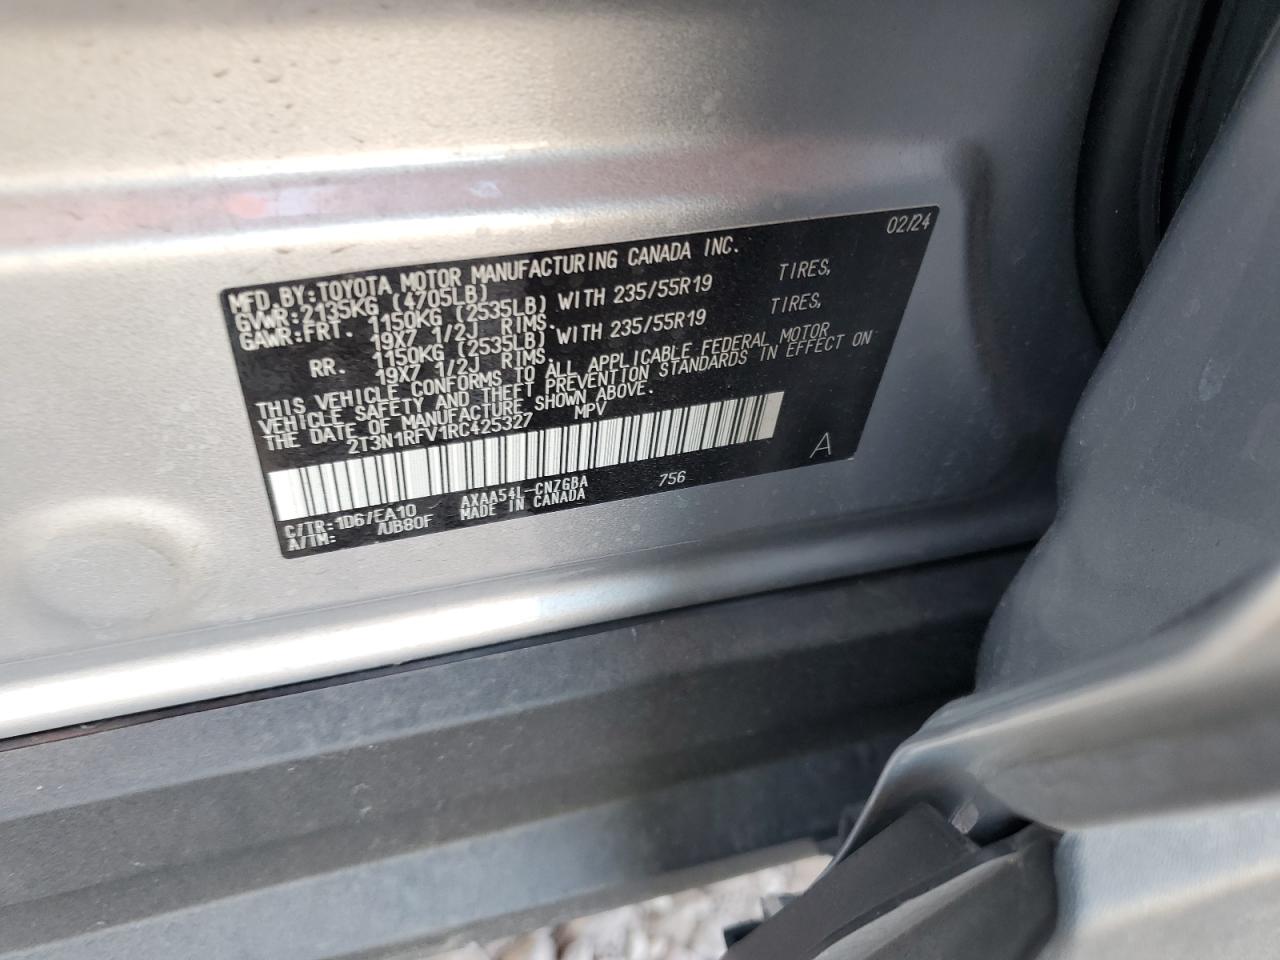 02/24
MFD.BY:TOYOTA MOTOR MANUFACTURING CANADA INC.
GVWR:2135KG (4705LB)
GAWR:FRT. 1150KG (2535LB) WITH 235/55R19 TIRES,
19X7 1/2J RIMS.
RR. 1150KG (2535LB) WITH 235/55R19 TIRES,
19X7 1/2J RIMS.
THIS VEHICLE CONFORMS TO ALL APPLICABLE FEDERAL MOTOR
VEHICLE SAFETY AND THEFT PREVENTION STANDARDS IN EFFECT ON
THE DATE OF MANUFACTURE SHOWN ABOVE.
2T3N1RFV1RC425327 MPV
A
C/TR:1D6/EA10 AXAA54L-CNZGBA 756
A/TM: /UB80F MADE IN CANADA